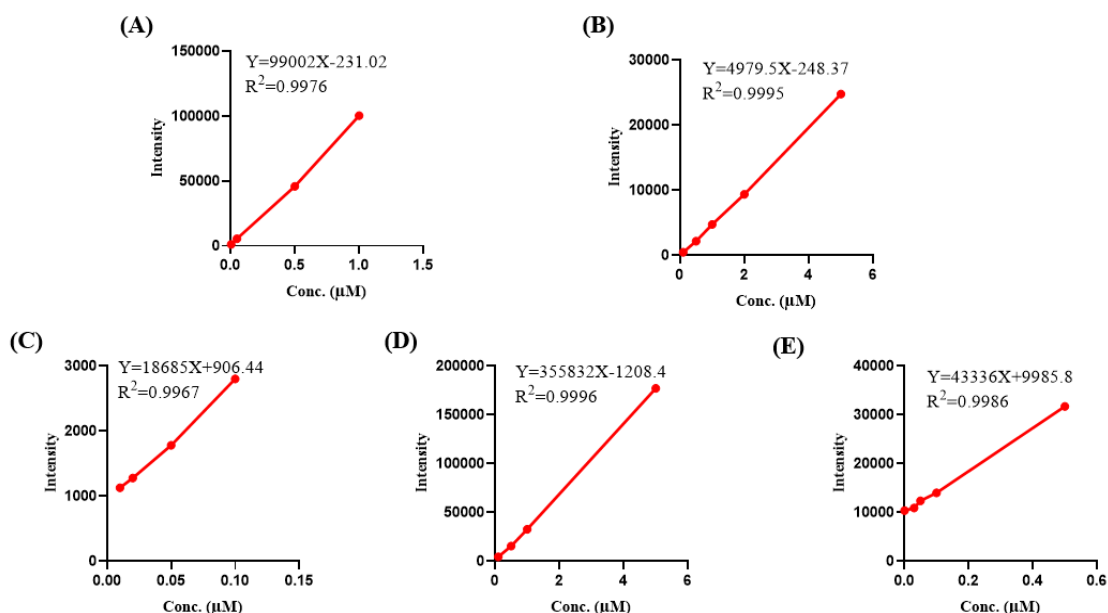 (A)
Y=99002X-231.02
R²=0.9976
150000
100000
50000
0
0.0 0.5 1.0 1.5
Intensity
Conc. (µM)
(B)
Y=4979.5X-248.37
R²=0.9995
30000
20000
10000
0
0 2 4 6
Intensity
Conc. (µM)
(C)
Y=18685X+906.44
R²=0.9967
3000
2000
1000
0
0.00 0.05 0.10 0.15
Intensity
Conc. (µM)
(D)
Y=355832X-1208.4
R²=0.9996
200000
150000
100000
50000
0
0 2 4 6
Intensity
Conc. (µM)
(E)
Y=43336X+9985.8
R²=0.9986
40000
30000
20000
10000
0
0.0 0.2 0.4 0.6
Intensity
Conc. (µM)